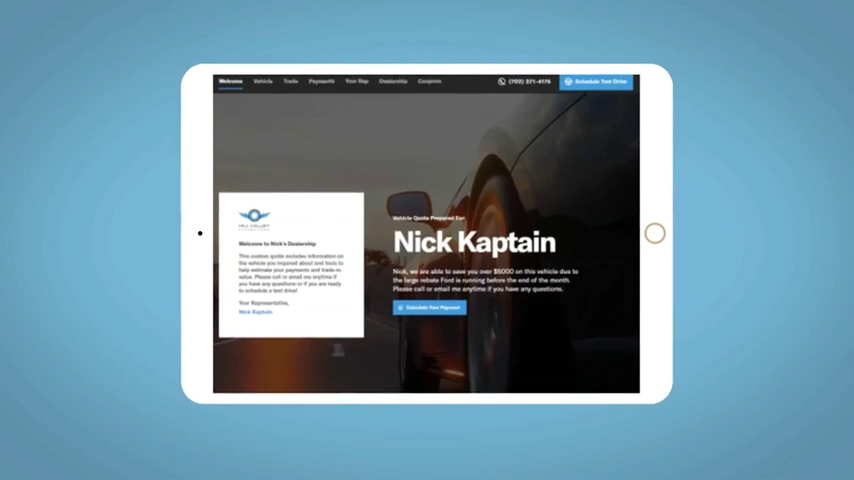 Welcome Vehicle Trade Payments Your Rep Dealership Coupons (702) 371-4175 Schedule Test Drive
HILL VALLEY
Welcome to Nick's Dealership
This custom quote includes information on
the vehicle you inquired about and tools to
help estimate your payments and trade-in
value. Please call or email me anytime if
you have any questions or if you are ready
to schedule a test drive!
Your Representative,
Nick Kaptain
Vehicle Quote Prepared For:
Nick Kaptain
Nick, we are able to save you over $5000 on this vehicle due to
the large rebate Ford is running before the end of the month.
Please call or email me anytime if you have any questions.
Calculate Your Payment